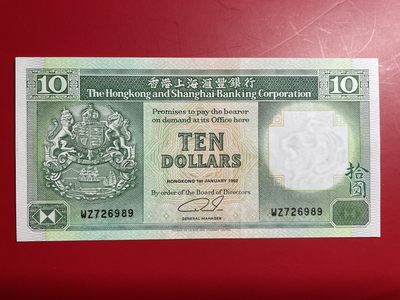 10 香港上海滙豐銀行 10
The Hongkong and Shanghai Banking Corporation
Promises to pay the bearer
on demand at its Office here
TEN
DOLLARS
HONGKONG 1st JANUARY 1992
By order of the Board of Directors
拾圓
WZ726989 WZ726989
GENERAL MANAGER